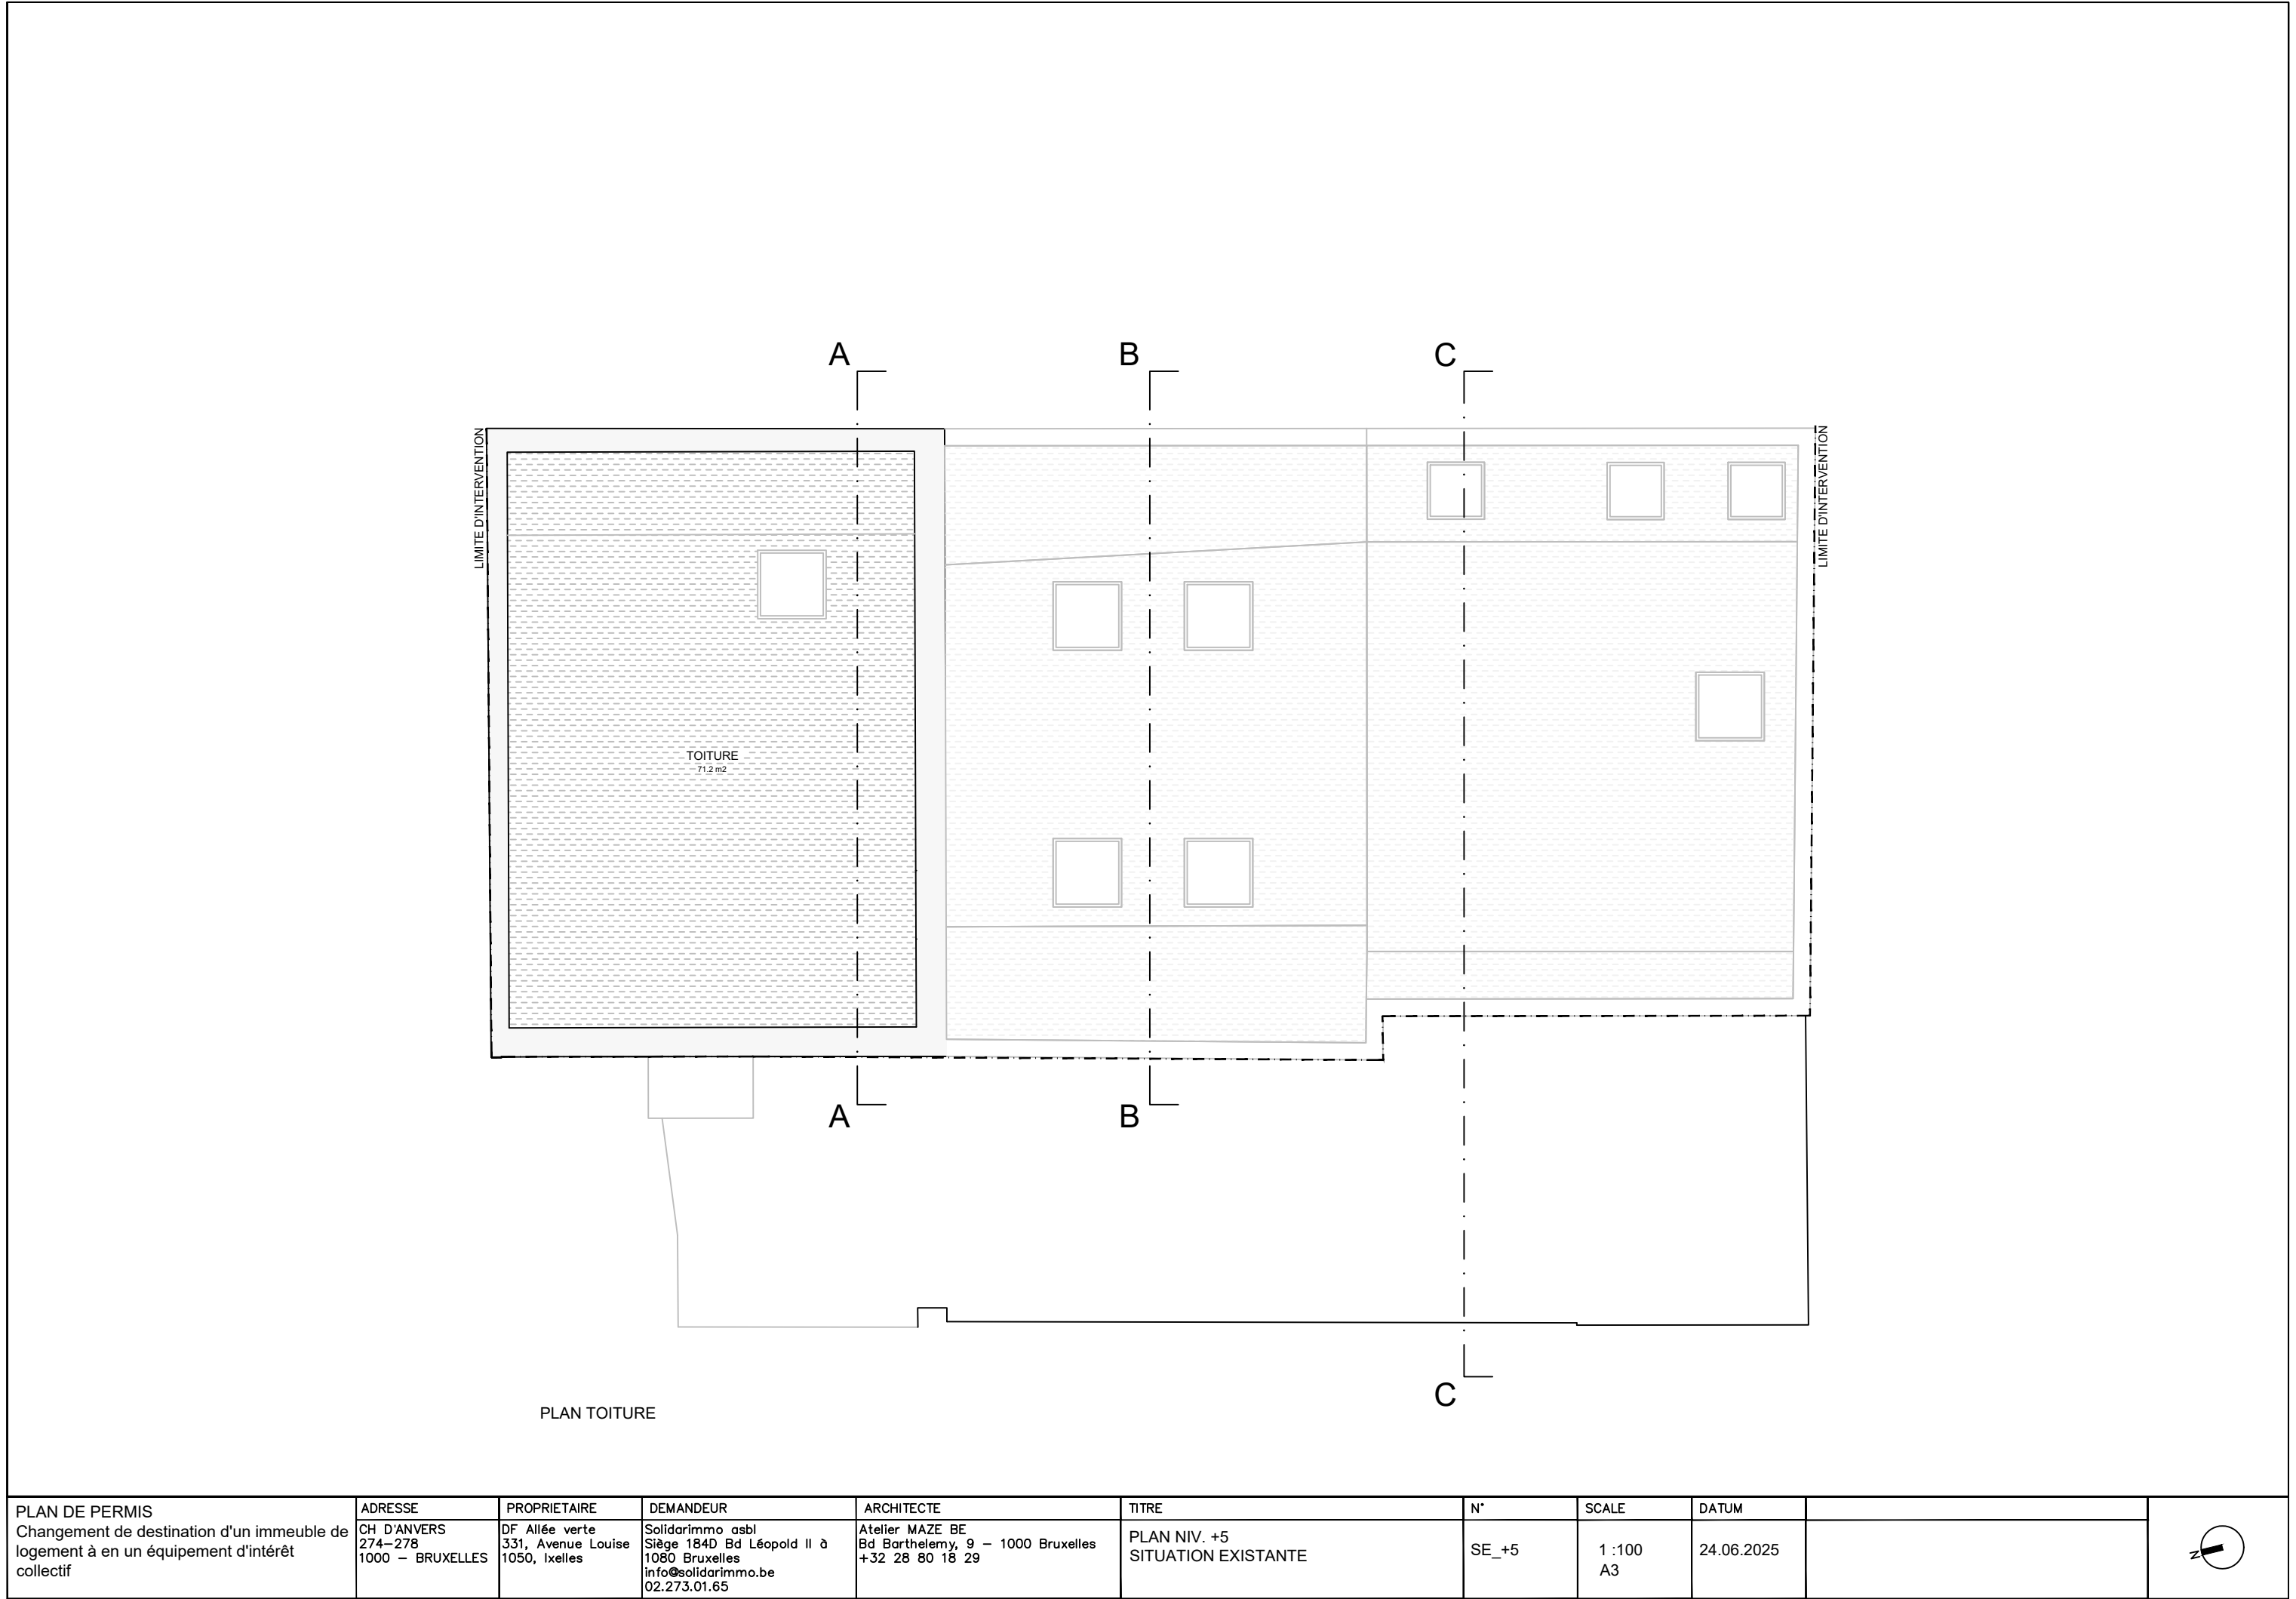 A
B
C
LIMITE D'INTERVENTION
LIMITE D'INTERVENTION
TOITURE
71.2 m2
A
B
C
PLAN TOITURE
PLAN DE PERMIS
Changement de destination d'un immeuble de
logement à en un équipement d'intérêt
collectif
ADRESSE
CH D'ANVERS
274-278
1000 - BRUXELLES
PROPRIETAIRE
DF Allée verte
331, Avenue Louise
1050, Ixelles
DEMANDEUR
Solidarimmo asbl
Siège 184D Bd Léopold II à
1080 Bruxelles
info@solidarimmo.be
02.273.01.65
ARCHITECTE
Atelier MAZE BE
Bd Barthelemy, 9 - 1000 Bruxelles
+32 28 80 18 29
TITRE
PLAN NIV. +5
SITUATION EXISTANTE
N°
SE_+5
SCALE
1 :100
A3
DATUM
24.06.2025
N